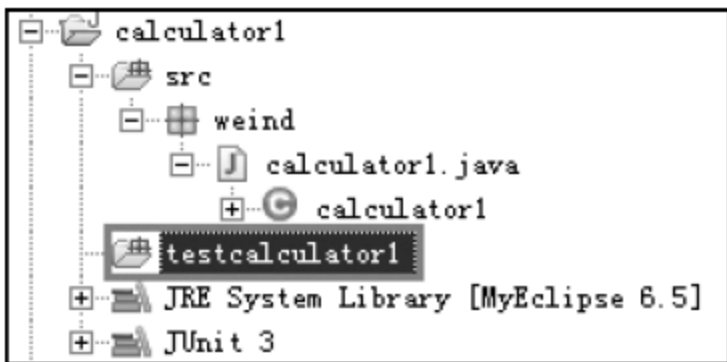 calculator1
src
weind
calculator1.java
calculator1
testcalculator1
JRE System Library [MyEclipse 6.5]
JUnit 3